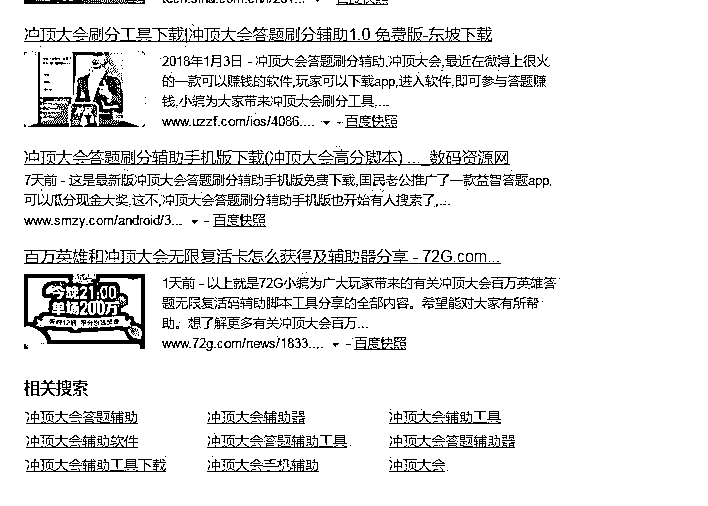 冲顶大会刷分工具下载|冲顶大会答题刷分辅助1.0 免费版-东坡下载
2018年1月3日 - 冲顶大会答题刷分辅助,冲顶大会,最近在微博上很火
的一款可以赚钱的软件,玩家可以下载app,进入软件,即可参与答题赚
钱,小编为大家带来冲顶大会刷分工具,...
www.uzzf.com/ios/4086.... - 百度快照
冲顶大会答题刷分辅助手机版下载(冲顶大会高分脚本) ..._数码资源网
7天前 - 这是最新版冲顶大会答题刷分辅助手机版免费下载,国民老公推广了一款益智答题app,
可以瓜分现金大奖,这不,冲顶大会答题刷分辅助手机版也开始有人搜索了,...
www.smzy.com/android/3... - 百度快照
百万英雄和冲顶大会无限复活卡怎么获得及辅助器分享 - 72G.com...
今晚21:00
单场200万
1天前 - 以上就是72G小编为广大玩家带来的有关冲顶大会百万英雄答
题无限复活码辅助脚本工具分享的全部内容。希望能对大家有所帮
助。想了解更多有关冲顶大会百万...
www.72g.com/news/1833.... - 百度快照
相关搜索
冲顶大会答题辅助 冲顶大会辅助器 冲顶大会辅助工具
冲顶大会辅助软件 冲顶大会答题辅助工具 冲顶大会答题辅助器
冲顶大会辅助工具下载 冲顶大会手机辅助 冲顶大会